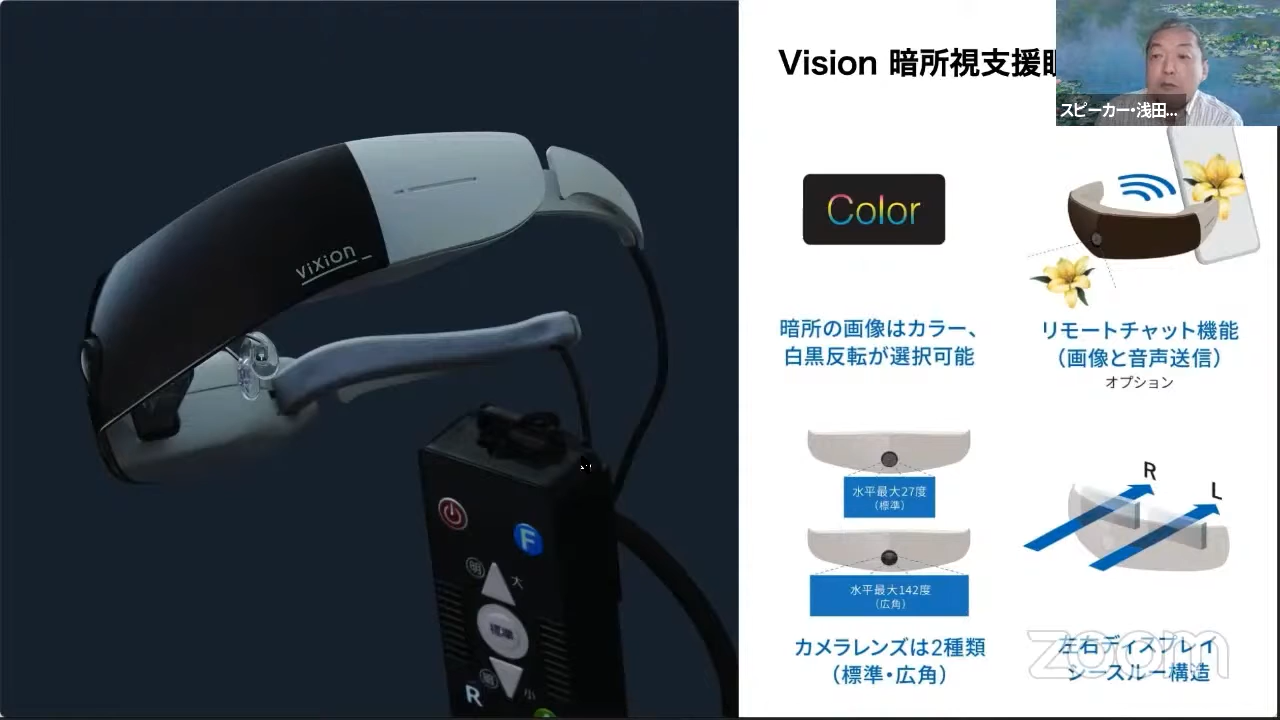 Vision 暗所視支援
スピーカー・浅田...
Color
暗所の画像はカラー、
白黒反転が選択可能
リモートチャット機能
（画像と音声送信）
オプション
水平最大27度
（標準）
水平最大142度
（広角）
カメラレンズは2種類
（標準・広角）
R
L
左右ディスプレイ
シースルー構造
zoom
vixion
F
明
大
標準
暗
小
R